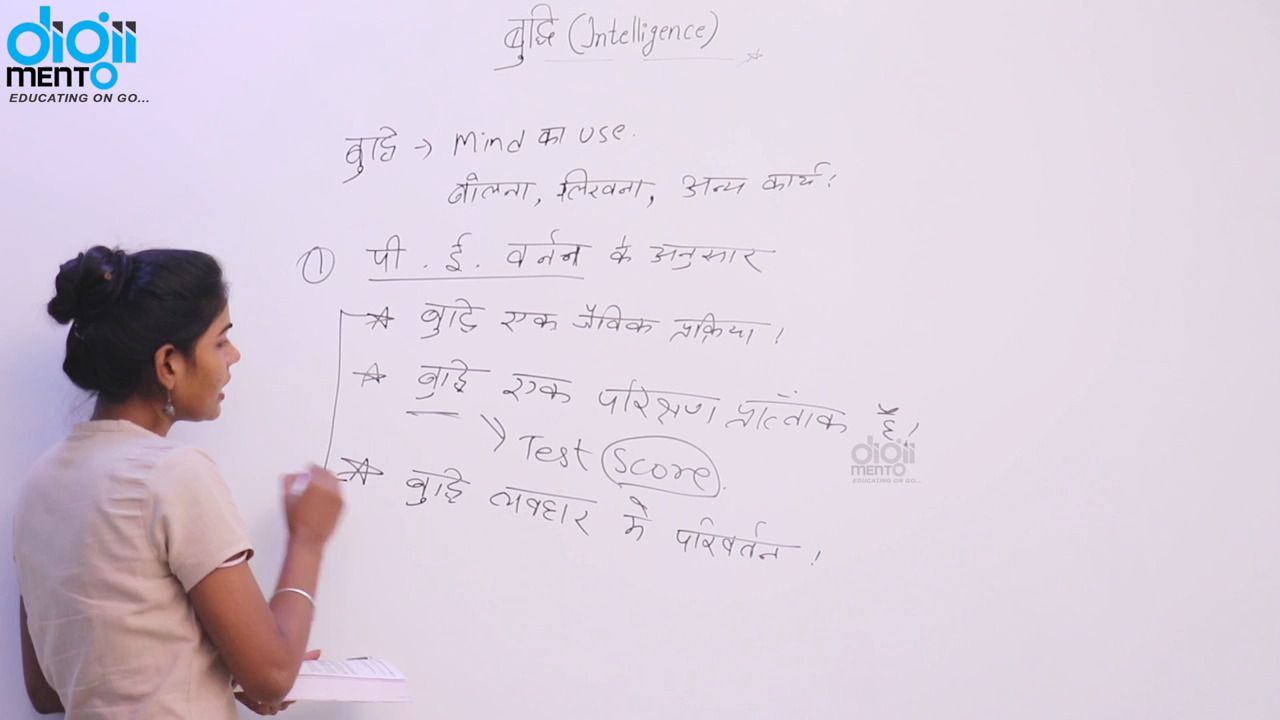 digii
MENTO
EDUCATING ON GO...
बुद्धि (Intelligence)
बुद्धि → Mind का use.
बोलना, लिखना, अन्य कार्य।
① पी. ई. वर्नन के अनुसार
☆ बुद्धि एक जैविक प्रक्रिया।
☆ बुद्धि एक परिक्षण प्राप्तांक है।
Test Score.
☆ बुद्धि व्यवहार मे परिवर्तन।
digii
MENTO
EDUCATING ON GO...